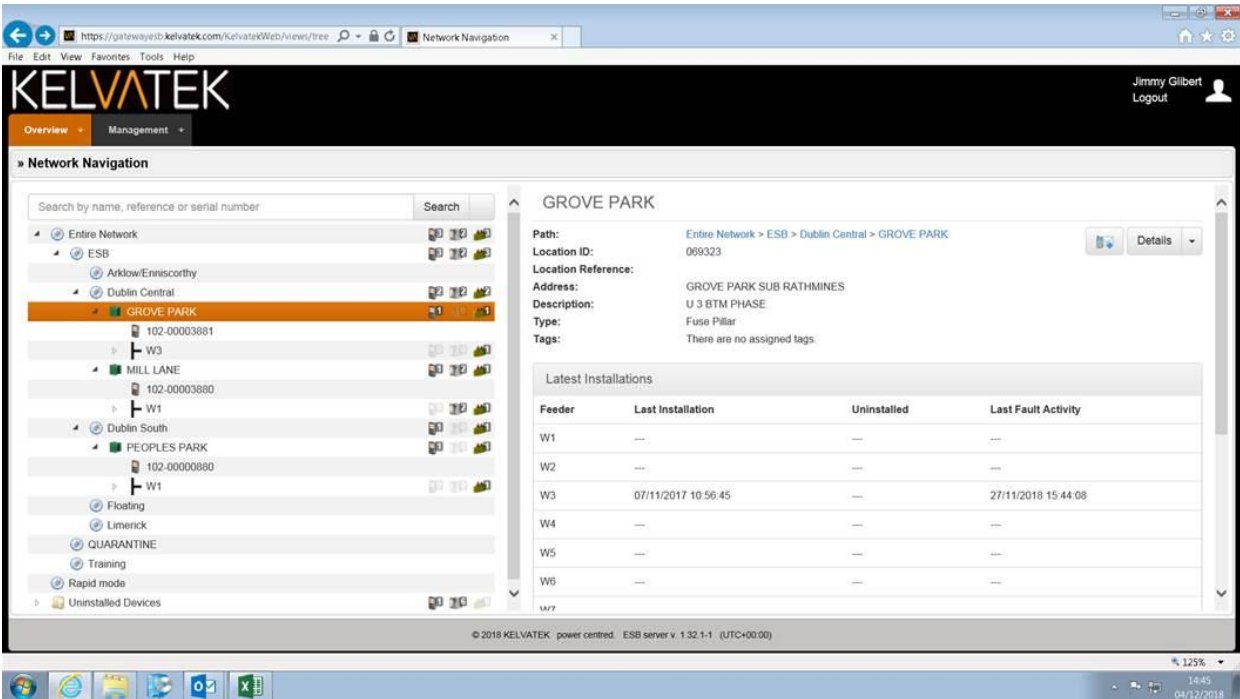 https://gatewayesb.kelvatek.com/KelvatekWeb/views/tree
Network Navigation
File Edit View Favorites Tools Help
KELVATEK
Jimmy Glibert
Logout
Overview
Management
» Network Navigation
Search by name, reference or serial number
Search
Entire Network
ESB
Arklow/Enniscorthy
Dublin Central
GROVE PARK
102-00003881
W3
MILL LANE
102-00003880
W1
Dublin South
PEOPLES PARK
102-00000880
W1
Floating
Limerick
QUARANTINE
Training
Rapid mode
Uninstalled Devices
GROVE PARK
Path: Entire Network > ESB > Dublin Central > GROVE PARK
Details
Location ID: 069323
Location Reference:
Address: GROVE PARK SUB RATHMINES
Description: U 3 BTM PHASE
Type: Fuse Pillar
Tags: There are no assigned tags.
Latest Installations
Feeder Last Installation Uninstalled Last Fault Activity
W1 --- --- ---
W2 --- --- ---
W3 07/11/2017 10:56:45 --- 27/11/2018 15:44:08
W4 --- --- ---
W5 --- --- ---
W6 --- --- ---
W7
© 2018 KELVATEK power centred. ESB server v. 1.32.1-1 (UTC+00:00)
125%
14:45
04/12/2018